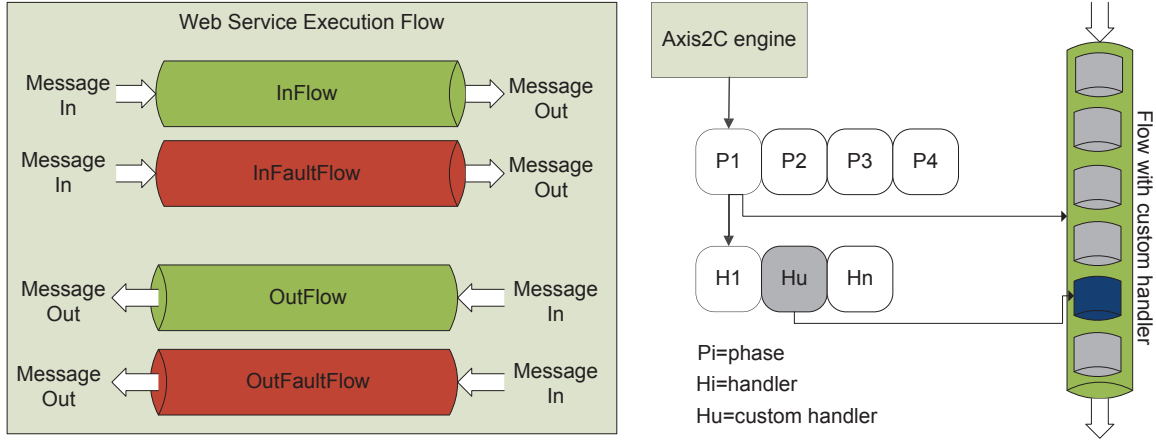 Web Service Execution Flow
Message
In
InFlow
Message
Out
Message
In
InFaultFlow
Message
Out
Message
Out
OutFlow
Message
In
Message
Out
OutFaultFlow
Message
In
Axis2C engine
P1
P2
P3
P4
H1
Hu
Hn
Pi=phase
Hi=handler
Hu=custom handler
Flow with custom handler